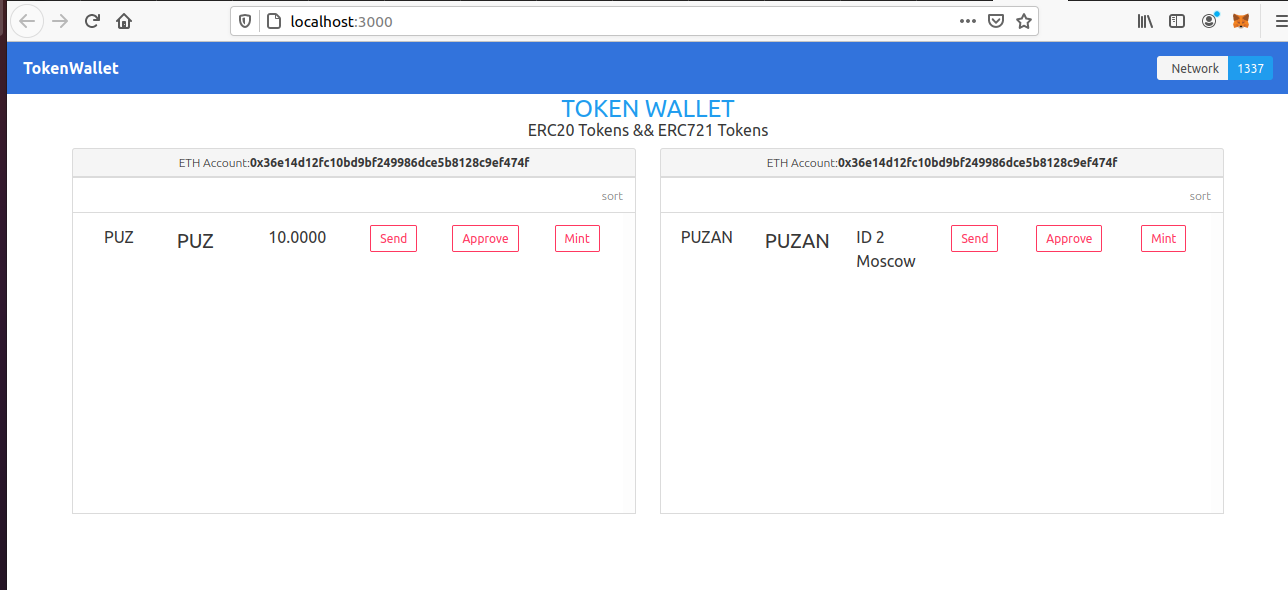 localhost:3000
TokenWallet
Network 1337
TOKEN WALLET
ERC20 Tokens && ERC721 Tokens
ETH Account:0x36e14d12fc10bd9bf249986dce5b8128c9ef474f
sort
PUZ PUZ 10.0000 Send Approve Mint
ETH Account:0x36e14d12fc10bd9bf249986dce5b8128c9ef474f
sort
PUZAN PUZAN ID 2 Send Approve Mint
Moscow